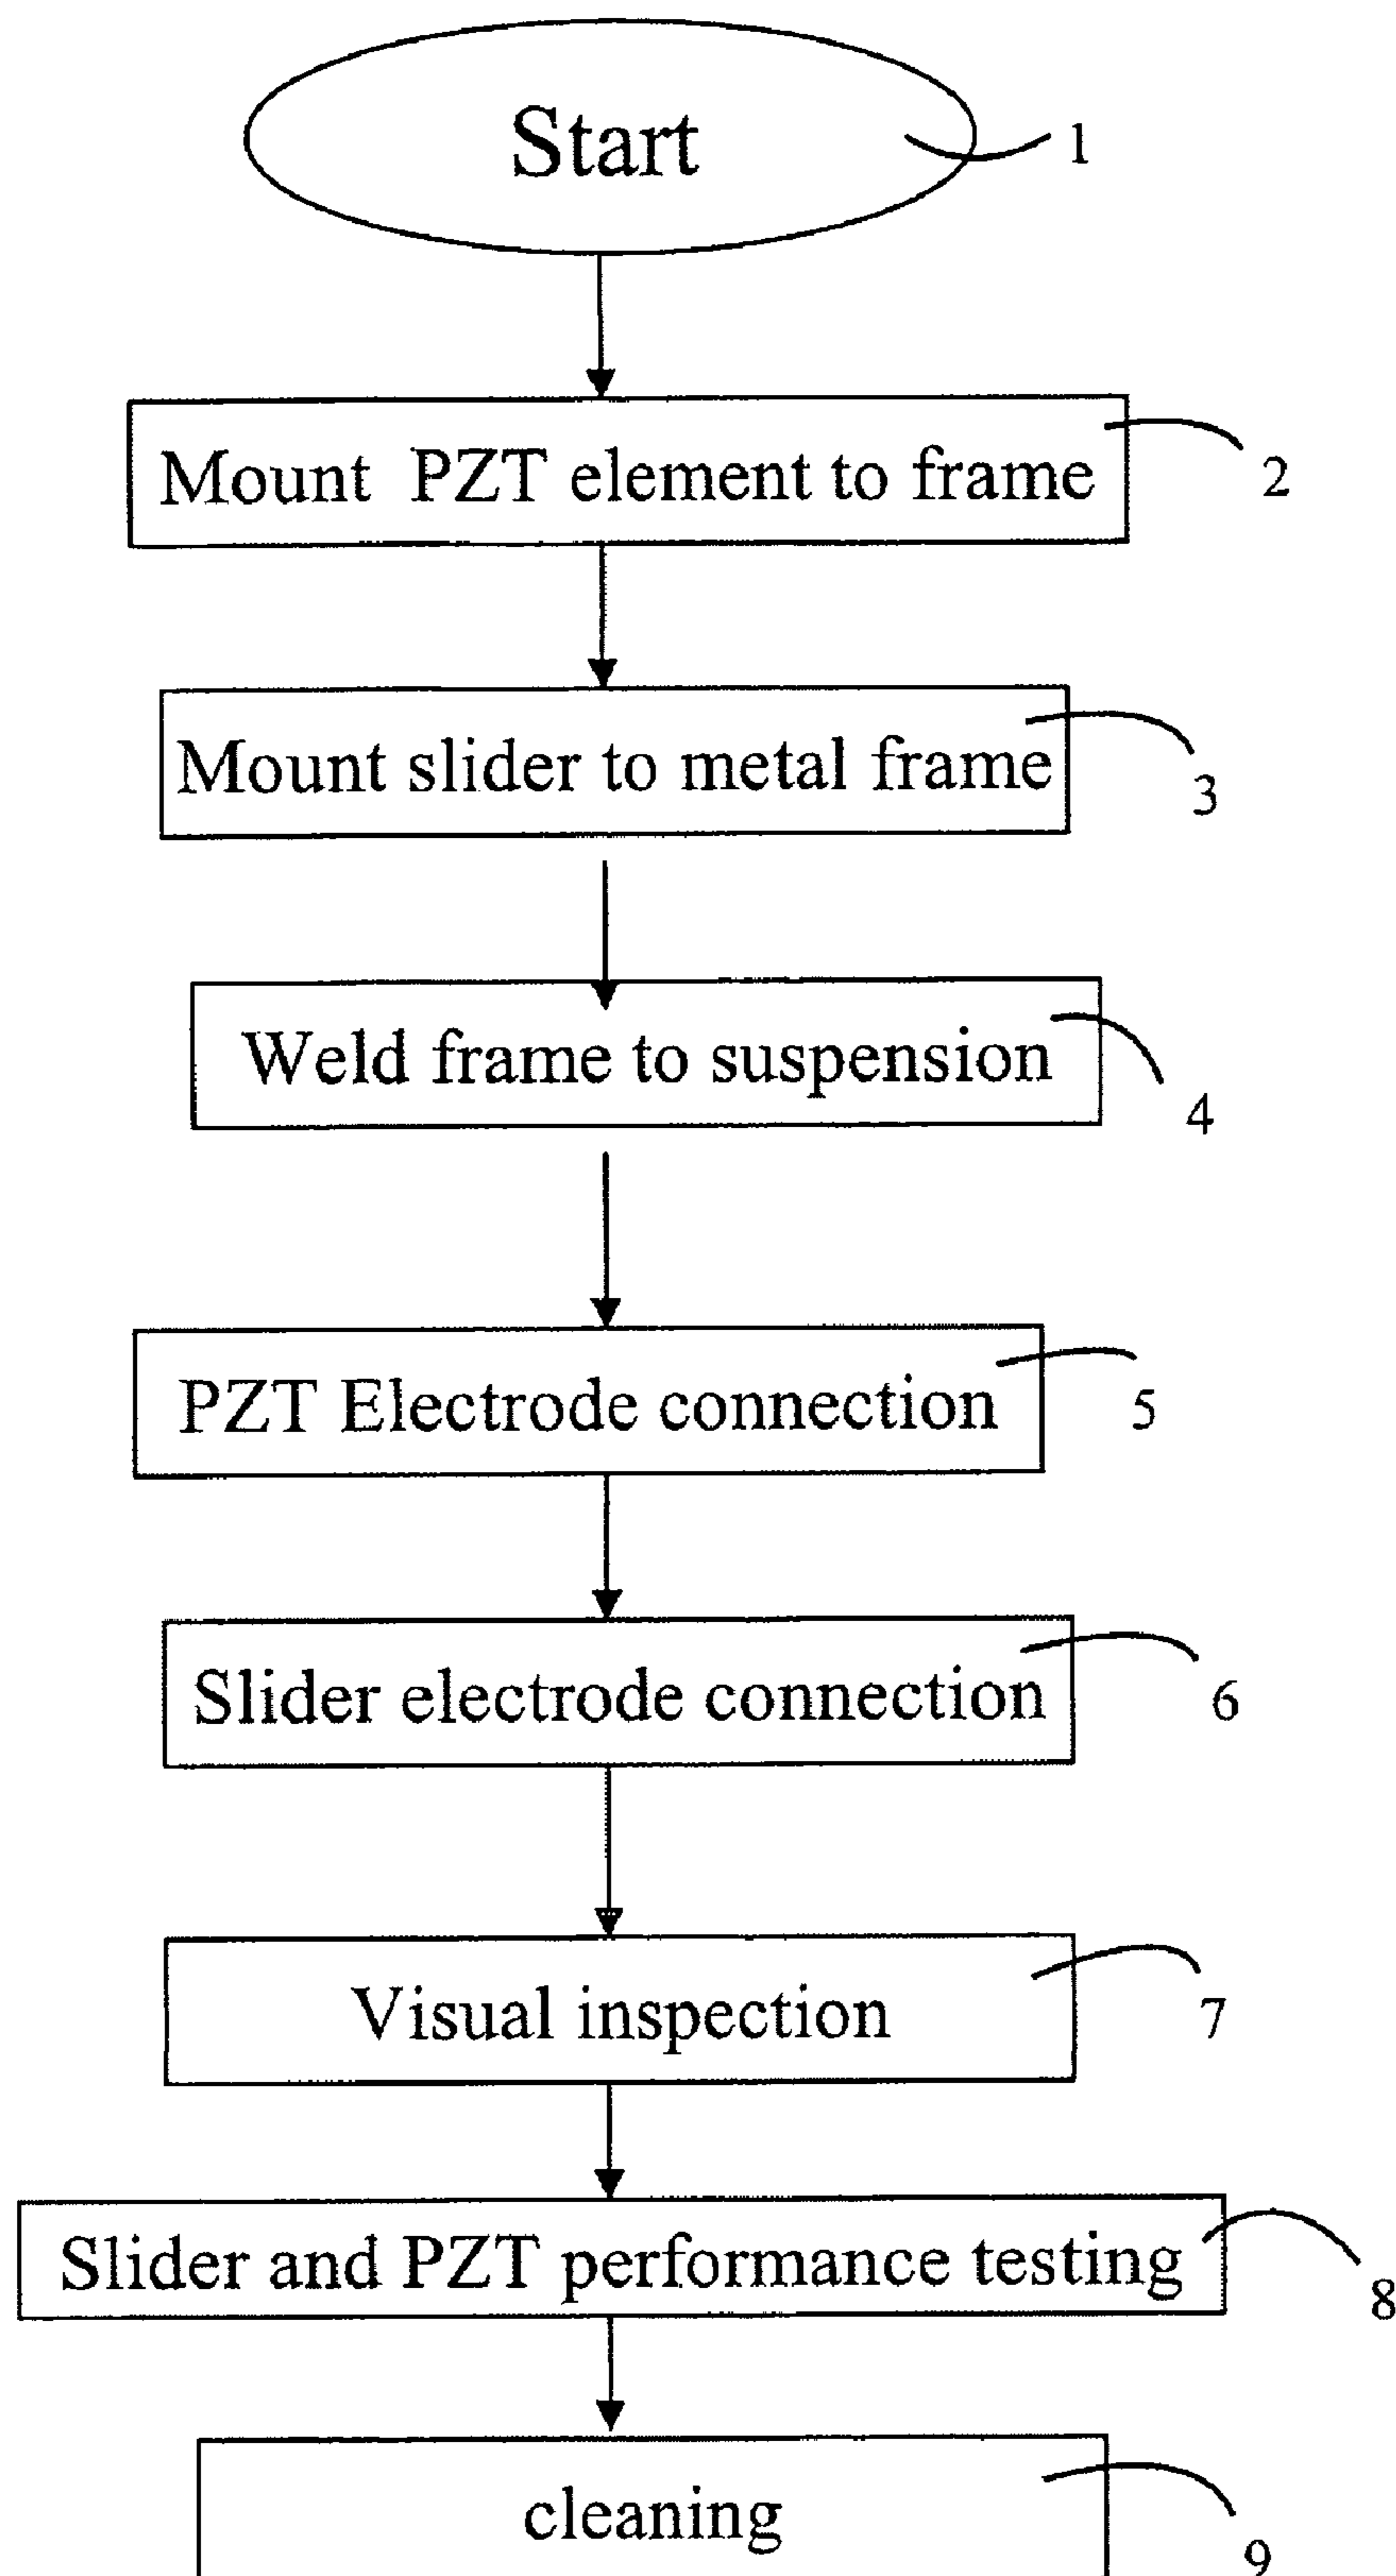 Start
1
Mount PZT element to frame
2
Mount slider to metal frame
3
Weld frame to suspension
4
PZT Electrode connection
5
Slider electrode connection
6
Visual inspection
7
Slider and PZT performance testing
8
cleaning
9